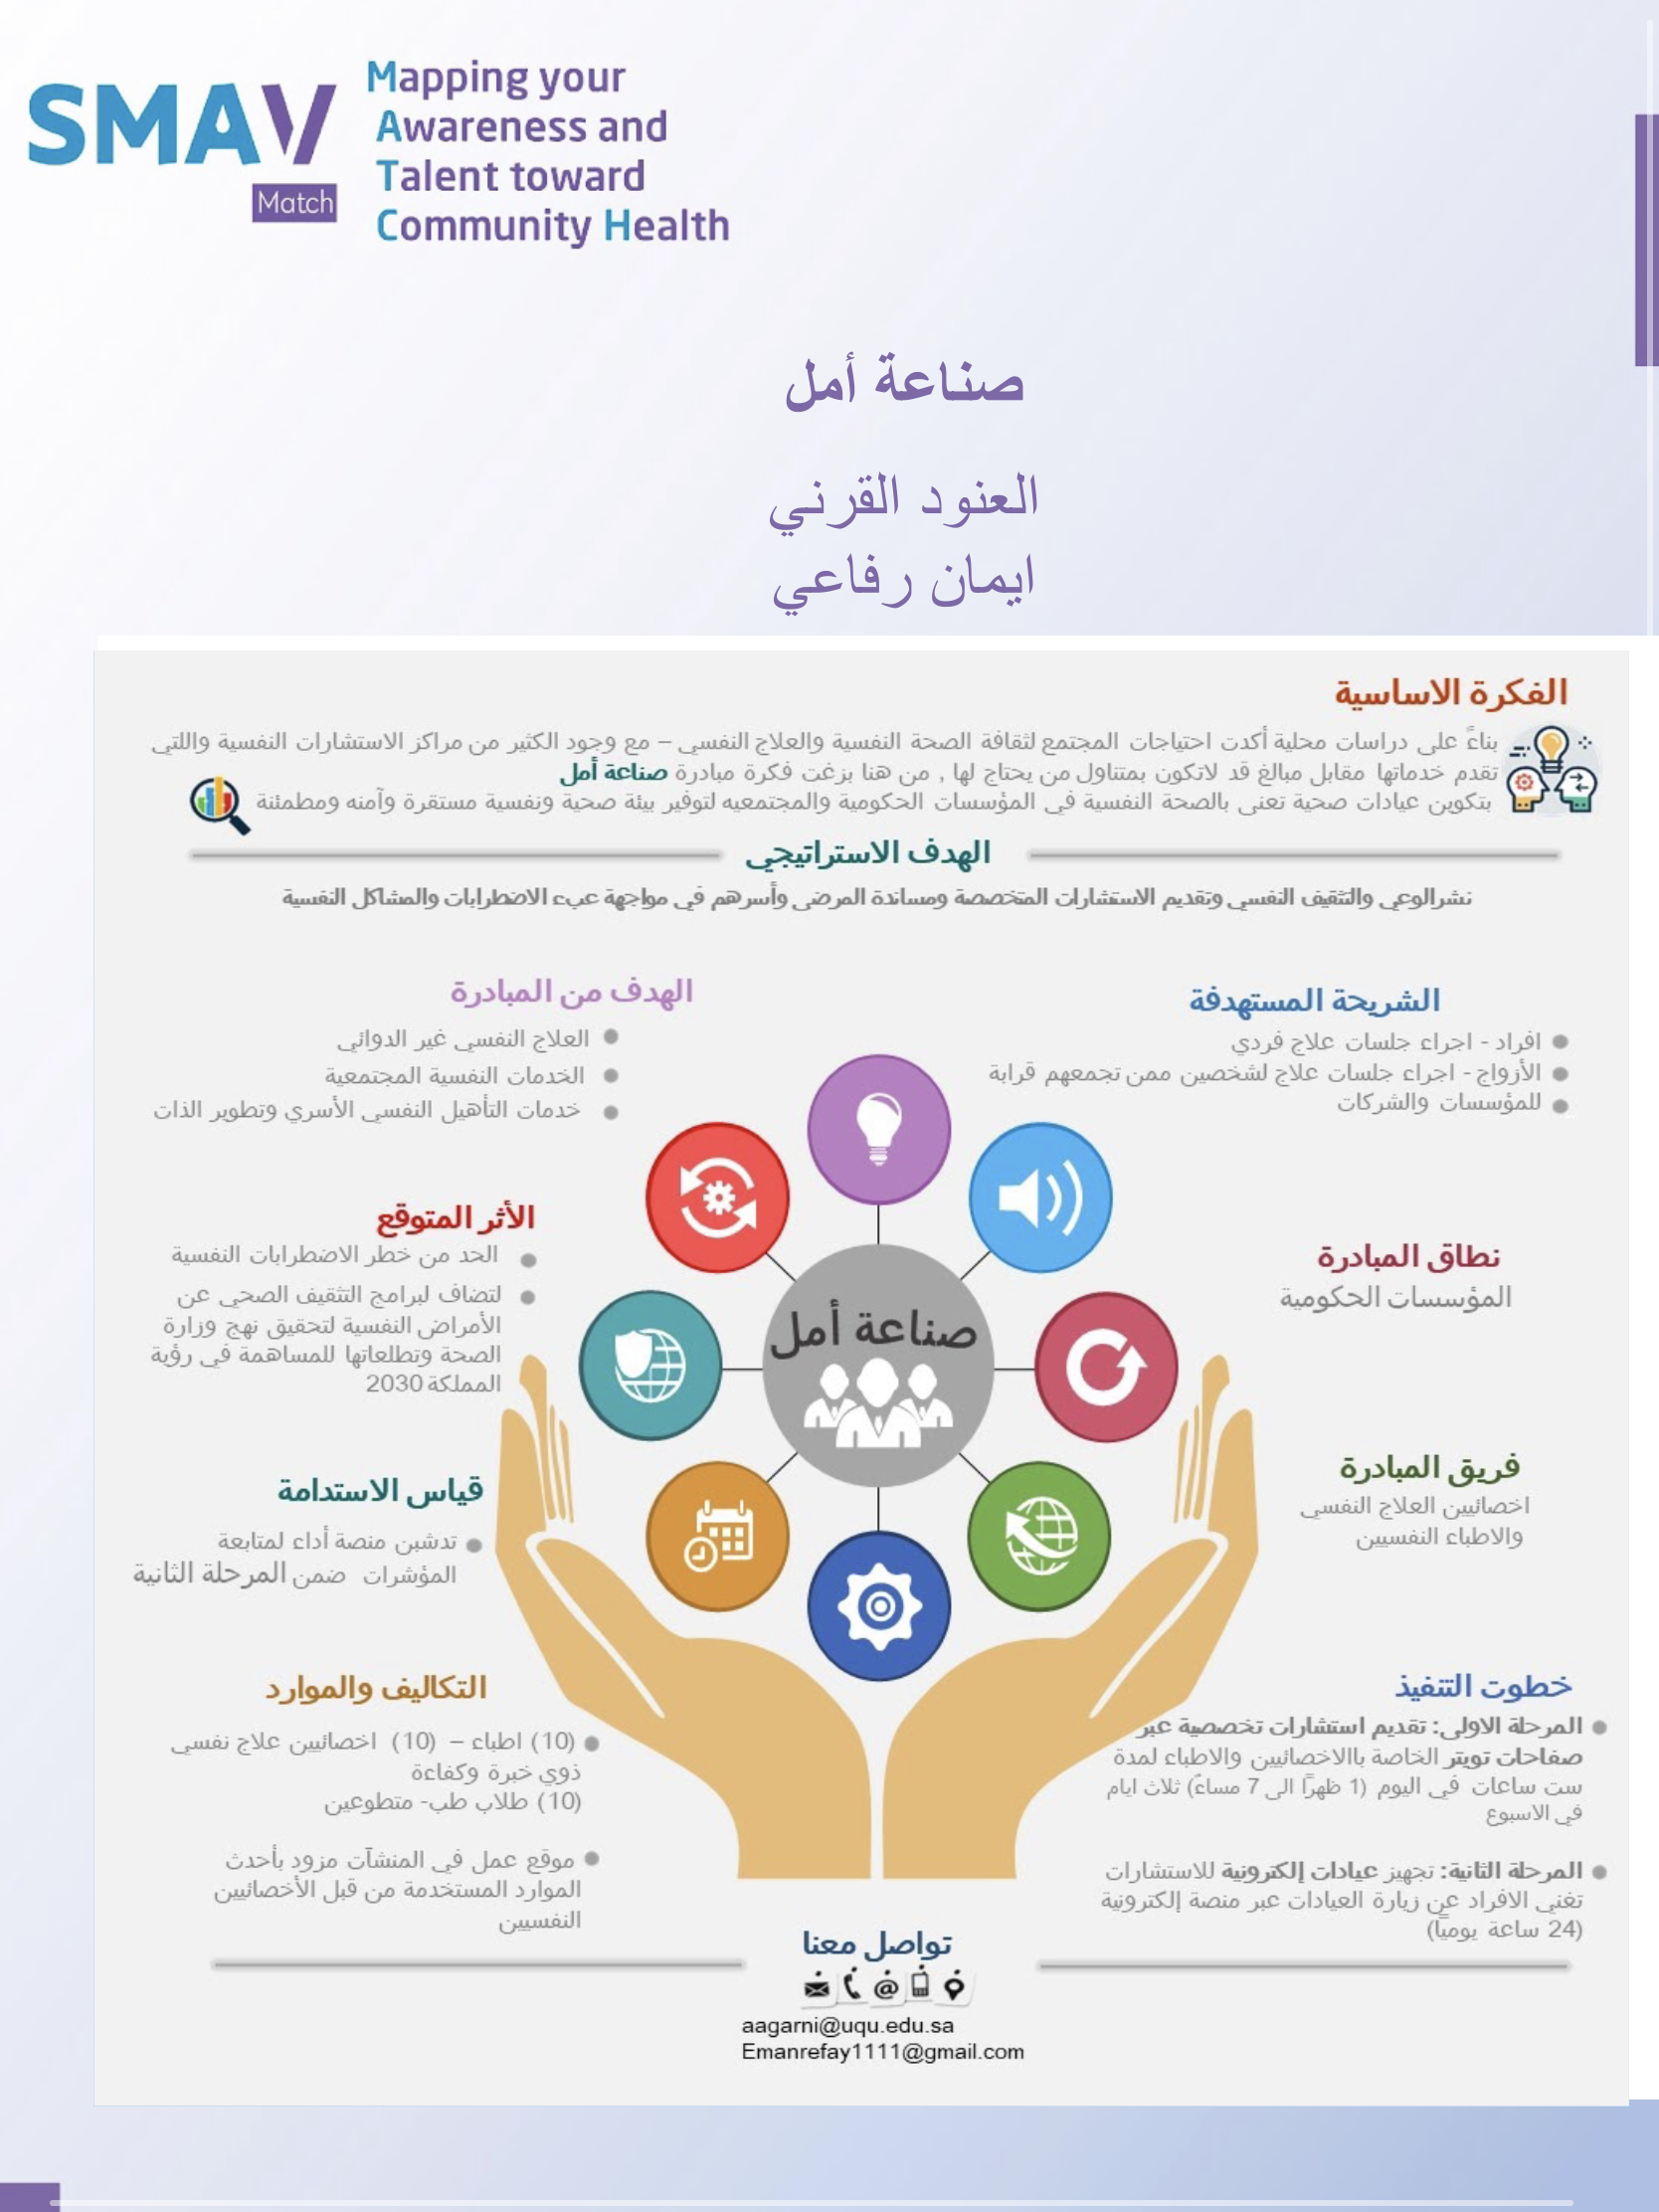 SMAV
Match
Mapping your
Awareness and
Talent toward
Community Health
صناعة أمل
العنود القرني
ايمان رفاعي
الفكرة الاساسية
بناءً على دراسات محلية أكدت احتياجات المجتمع لثقافة الصحة النفسية والعلاج النفسي – مع وجود الكثير من مراكز الاستشارات النفسية واللتي
تقدم خدماتها مقابل مبالغ قد لاتكون بمتناول من يحتاج لها , من هنا بزغت فكرة مبادرة صناعة أمل
بتكوين عيادات صحية تعنى بالصحة النفسية في المؤسسات الحكومية والمجتمعيه لتوفير بيئة صحية ونفسية مستقرة وآمنه ومطمئنة
الهدف الاستراتيجي
نشرالوعي والتثقيف النفسي وتقديم الاستشارات المتخصصة ومساندة المرضى وأسرهم في مواجهة عبء الاضطرابات والمشاكل النفسية
الشريحة المستهدفة
افراد - اجراء جلسات علاج فردي
الأزواج - اجراء جلسات علاج لشخصين ممن تجمعهم قرابة
للمؤسسات والشركات
الهدف من المبادرة
العلاج النفسي غير الدوائي
الخدمات النفسية المجتمعية
خدمات التأهيل النفسي الأسري وتطوير الذات
نطاق المبادرة
المؤسسات الحكومية
الأثر المتوقع
الحد من خطر الاضطرابات النفسية
لتضاف لبرامج التثقيف الصحي عن
الأمراض النفسية لتحقيق نهج وزارة
الصحة وتطلعاتها للمساهمة في رؤية
المملكة 2030
صناعة أمل
فريق المبادرة
اخصائيين العلاج النفسي
والاطباء النفسيين
قياس الاستدامة
تدشين منصة أداء لمتابعة
المؤشرات ضمن المرحلة الثانية
خطوت التنفيذ
المرحلة الاولى: تقديم استشارات تخصصية عبر
صفاحات تويتر الخاصة باالاخصائيين والاطباء لمدة
ست ساعات في اليوم (1 ظهرًا الى 7 مساءً) ثلاث ايام
في الاسبوع
المرحلة الثانية: تجهيز عيادات إلكترونية للاستشارات
تغني الافراد عن زيارة العيادات عبر منصة إلكترونية
(24 ساعة يوميًا)
التكاليف والموارد
(10) اطباء – (10) اخصائيين علاج نفسي
ذوي خبرة وكفاءة
(10) طلاب طب- متطوعين
موقع عمل في المنشآت مزود بأحدث
الموارد المستخدمة من قبل الأخصائيين
النفسيين
تواصل معنا
aagarni@uqu.edu.sa
Emanrefay1111@gmail.com